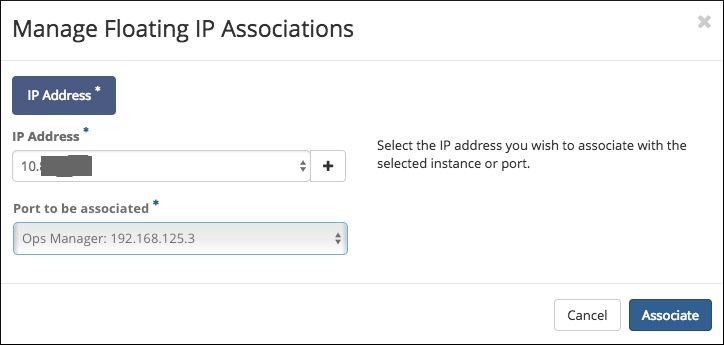 Manage Floating IP Associations
×
IP Address *
IP Address *
10.
+
Select the IP address you wish to associate with the
selected instance or port.
Port to be associated *
Ops Manager: 192.168.125.3
Cancel
Associate